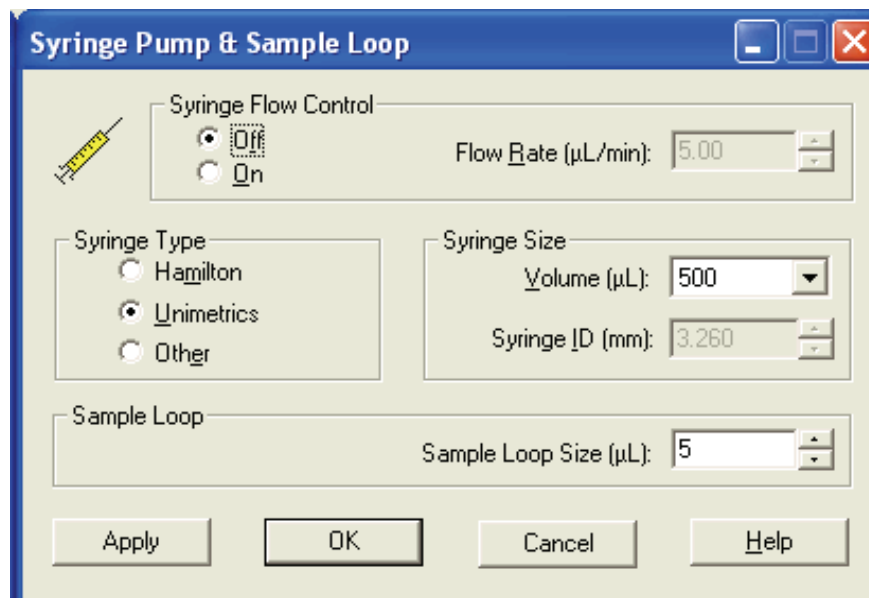 Syringe Pump & Sample Loop
Syringe Flow Control
Off
On
Flow Rate (µL/min):
5.00
Syringe Type
Hamilton
Unimetrics
Other
Syringe Size
Volume (µL):
500
Syringe ID (mm):
3.260
Sample Loop
Sample Loop Size (µL):
5
Apply
OK
Cancel
Help